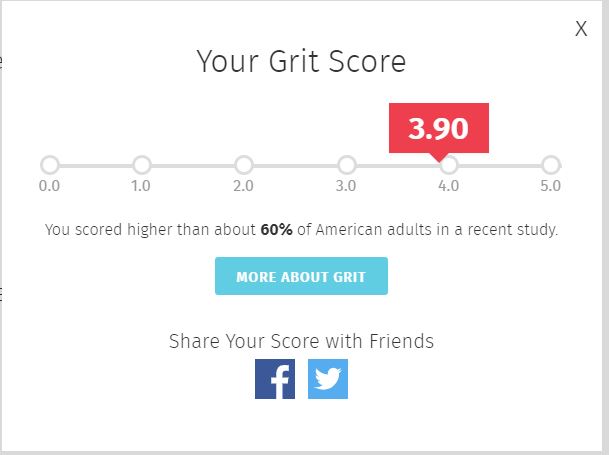 X
Your Grit Score
3.90
0.0 1.0 2.0 3.0 4.0 5.0
You scored higher than about 60% of American adults in a recent study.
MORE ABOUT GRIT
Share Your Score with Friends